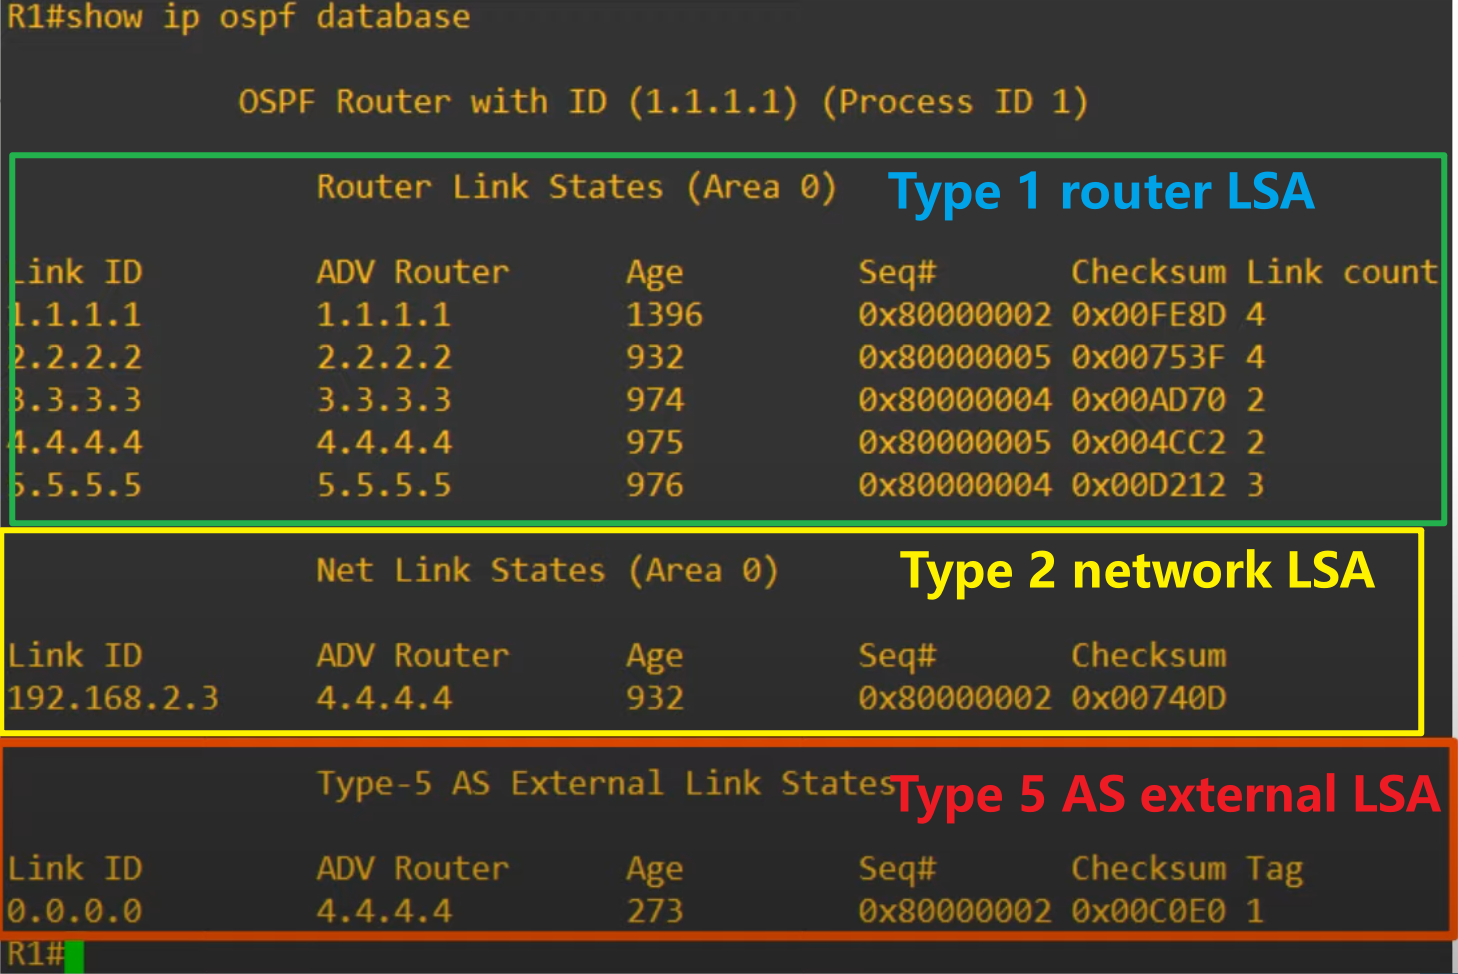 R1#show ip ospf database
OSPF Router with ID (1.1.1.1) (Process ID 1)
Router Link States (Area 0) Type 1 router LSA
Link ID ADV Router Age Seq# Checksum Link count
1.1.1.1 1.1.1.1 1396 0x80000002 0x00FE8D 4
2.2.2.2 2.2.2.2 932 0x80000005 0x00753F 4
3.3.3.3 3.3.3.3 974 0x80000004 0x00AD70 2
4.4.4.4 4.4.4.4 975 0x80000005 0x004CC2 2
5.5.5.5 5.5.5.5 976 0x80000004 0x00D212 3
Net Link States (Area 0) Type 2 network LSA
Link ID ADV Router Age Seq# Checksum
192.168.2.3 4.4.4.4 932 0x80000002 0x00740D
Type-5 AS External Link States Type 5 AS external LSA
Link ID ADV Router Age Seq# Checksum Tag
0.0.0.0 4.4.4.4 273 0x80000002 0x00C0E0 1
R1#